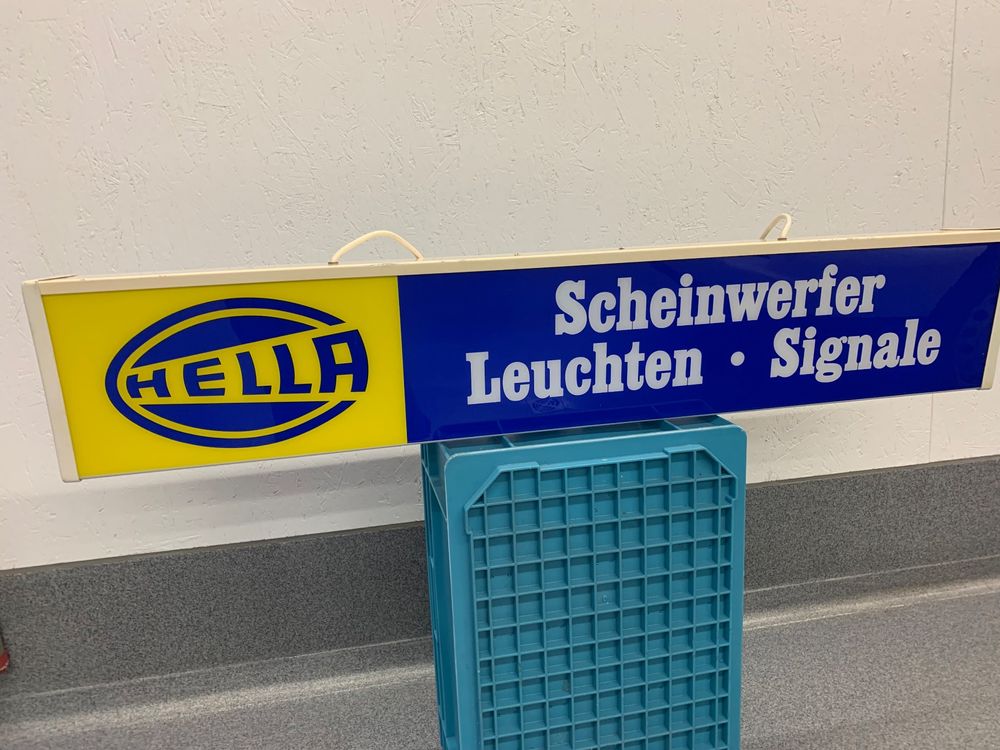 HELLA
Scheinwerfer
Leuchten · Signale